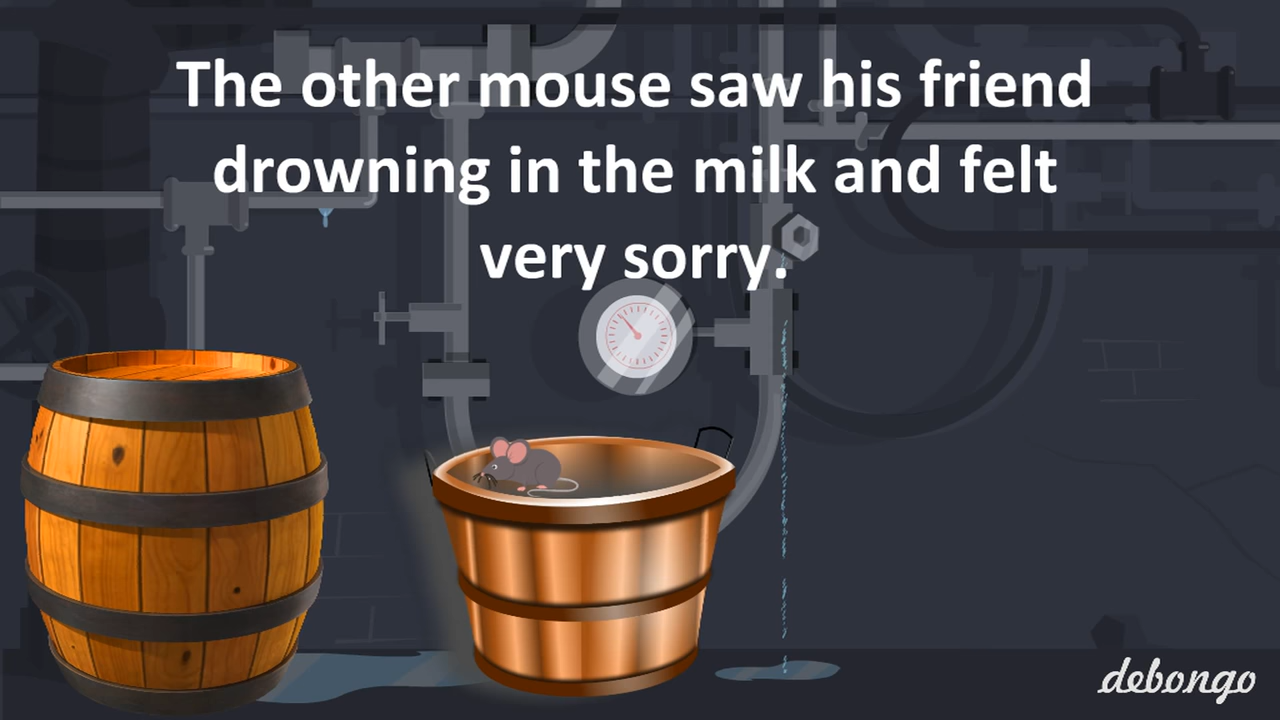 The other mouse saw his friend
drowning in the milk and felt
very sorry.
debongo